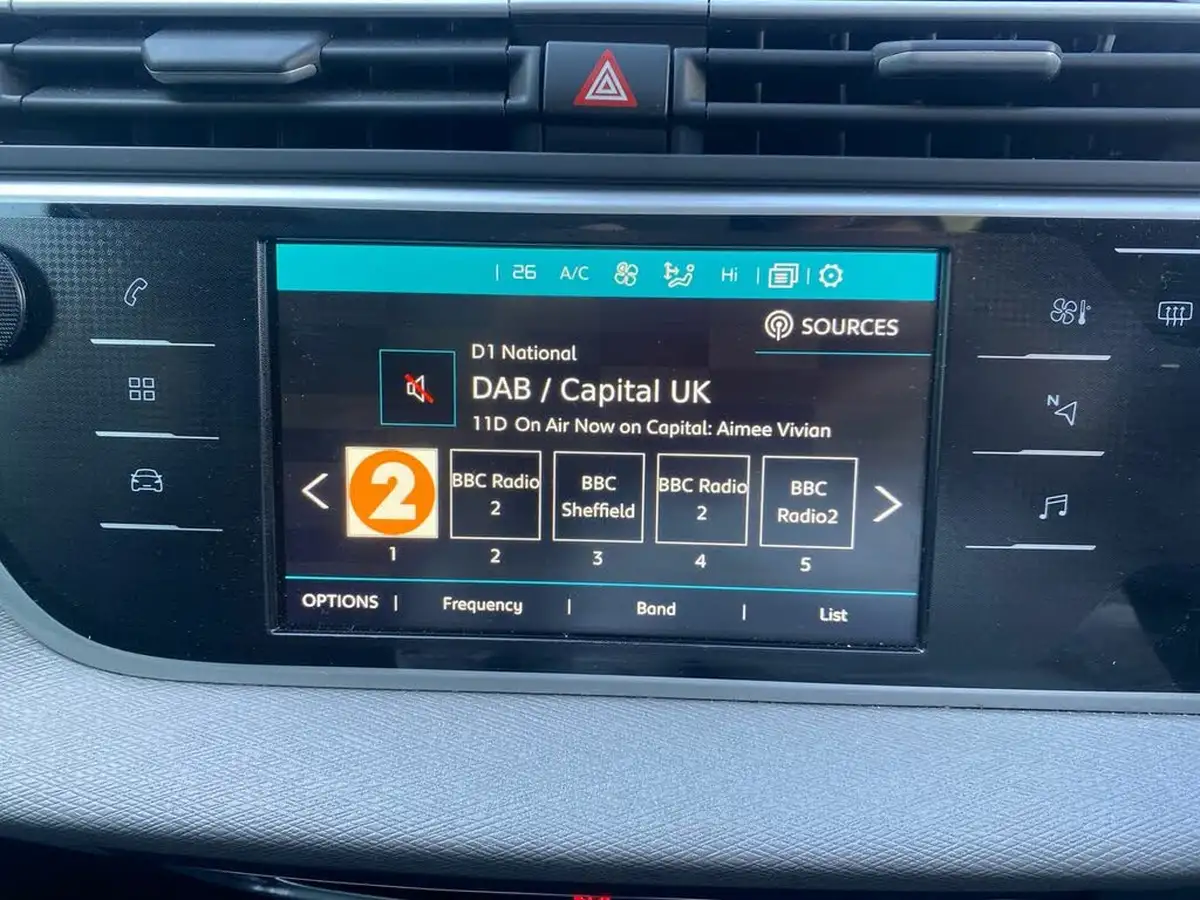 26 A/C Hi
SOURCES
D1 National
DAB / Capital UK
11D On Air Now on Capital: Aimee Vivian
2
BBC Radio
2
BBC
Sheffield
BBC Radio
2
BBC
Radio2
1 2 3 4 5
OPTIONS | Frequency | Band | List
N